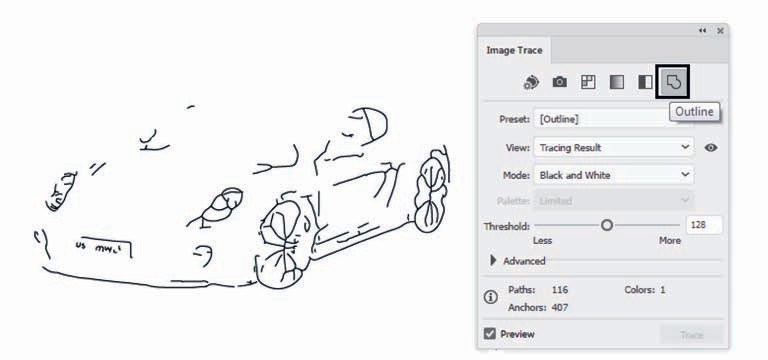 Image Trace
Outline
Preset: [Outline]
View: Tracing Result
Mode: Black and White
Palette: Limited
Threshold: 128
Less More
Advanced
Paths: 116 Colors: 1
Anchors: 407
Preview Trace